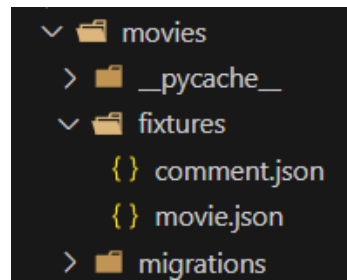 movies
__pycache__
fixtures
{} comment.json
{} movie.json
migrations